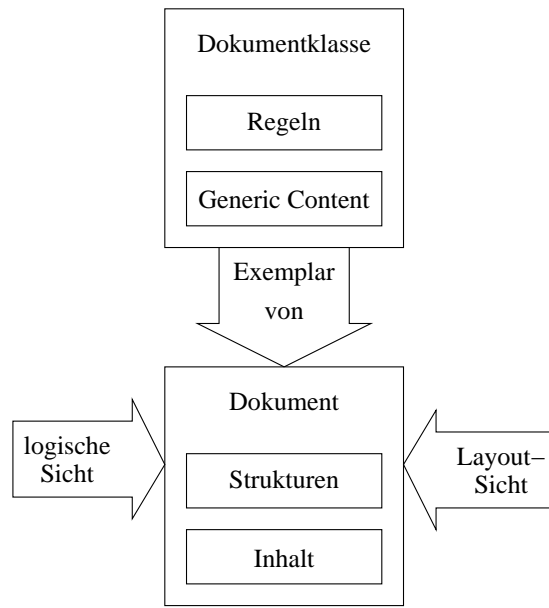 Dokumentklasse
Regeln
Generic Content
Exemplar
von
Dokument
logische
Sicht
Strukturen
Layout–
Sicht
Inhalt